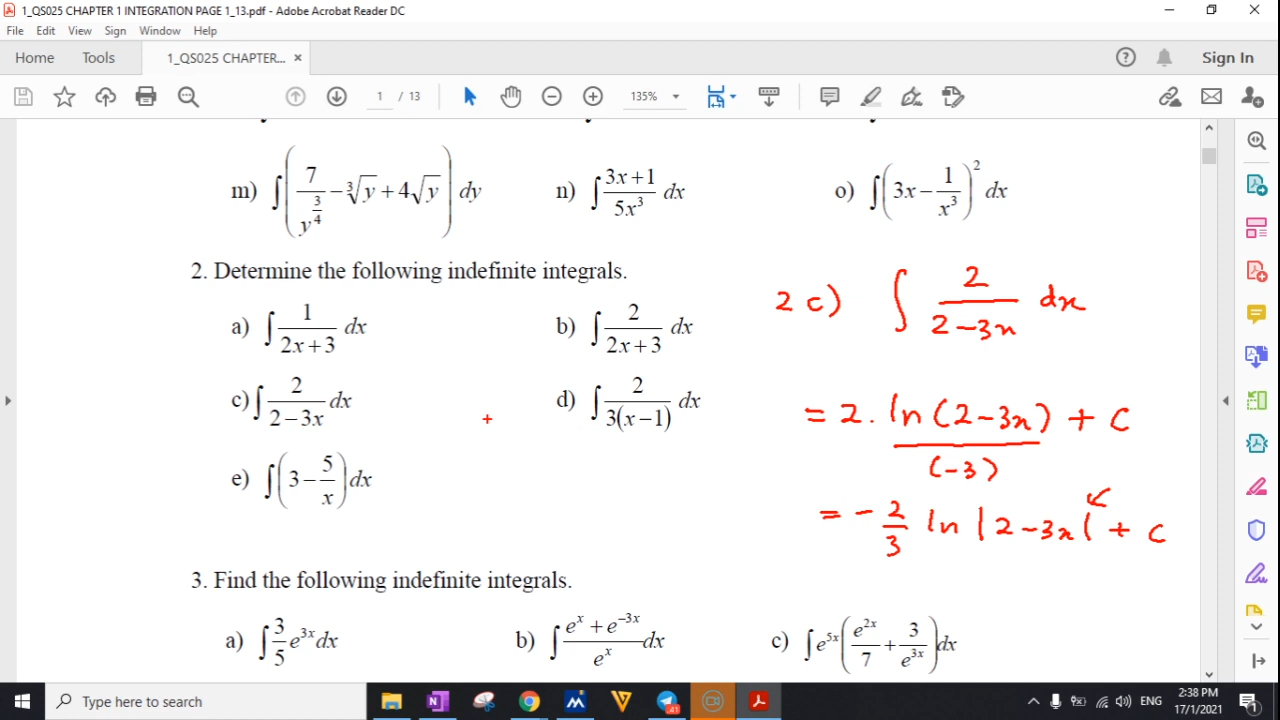 1_QS025 CHAPTER 1 INTEGRATION PAGE 1_13.pdf - Adobe Acrobat Reader DC
File Edit View Sign Window Help
Home Tools 1_QS025 CHAPTER... × Sign In
1 / 13 135%
m) ∫(7/y^(3/4) − ∛y + 4√y) dy n) ∫ (3x+1)/(5x³) dx o) ∫(3x − 1/x³)² dx
2. Determine the following indefinite integrals.
a) ∫ 1/(2x+3) dx b) ∫ 2/(2x+3) dx
c) ∫ 2/(2−3x) dx d) ∫ 2/(3(x−1)) dx
e) ∫(3 − 5/x) dx
2 c) ∫ 2/(2−3x) dx
= 2 . ln(2−3x)/(−3) + c
= −2/3 ln |2−3x| + c
3. Find the following indefinite integrals.
a) ∫ 3/5 e^(3x) dx b) ∫ (e^x + e^(−3x))/e^x dx c) ∫ e^(5x)(e^(2x)/7 + 3/e^(3x)) dx
Type here to search 41 ENG 2:38 PM
17/1/2021 1